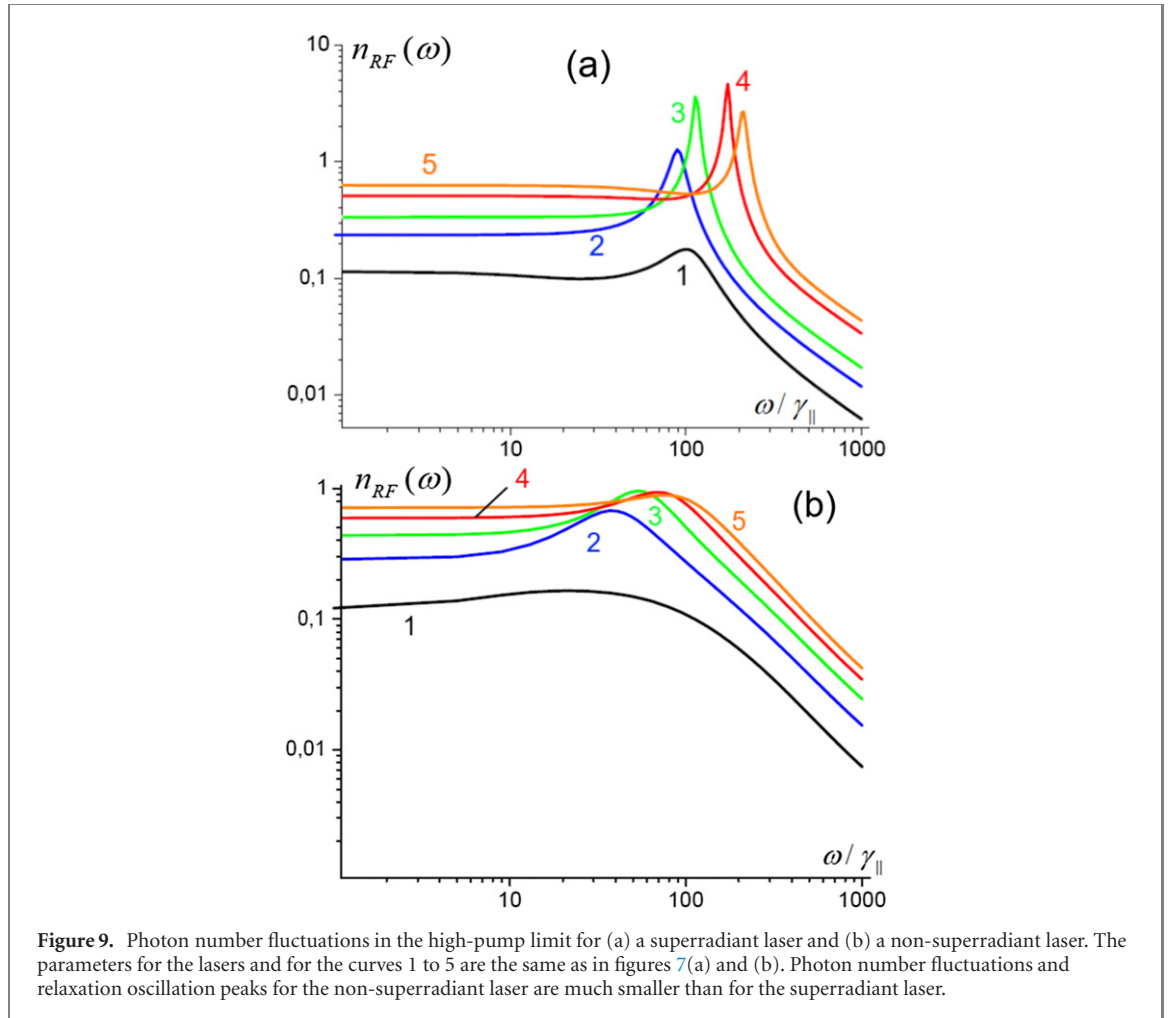 10
n_RF (ω)
(a)
4
3
1
5
2
1
0,1
0,01
ω/γ_||
10
100
1000
1
n_RF (ω)
4
(b)
5
3
2
0,1
1
0,01
ω/γ_||
10
100
1000
Figure 9. Photon number fluctuations in the high-pump limit for (a) a superradiant laser and (b) a non-superradiant laser. The
parameters for the lasers and for the curves 1 to 5 are the same as in figures 7(a) and (b). Photon number fluctuations and
relaxation oscillation peaks for the non-superradiant laser are much smaller than for the superradiant laser.